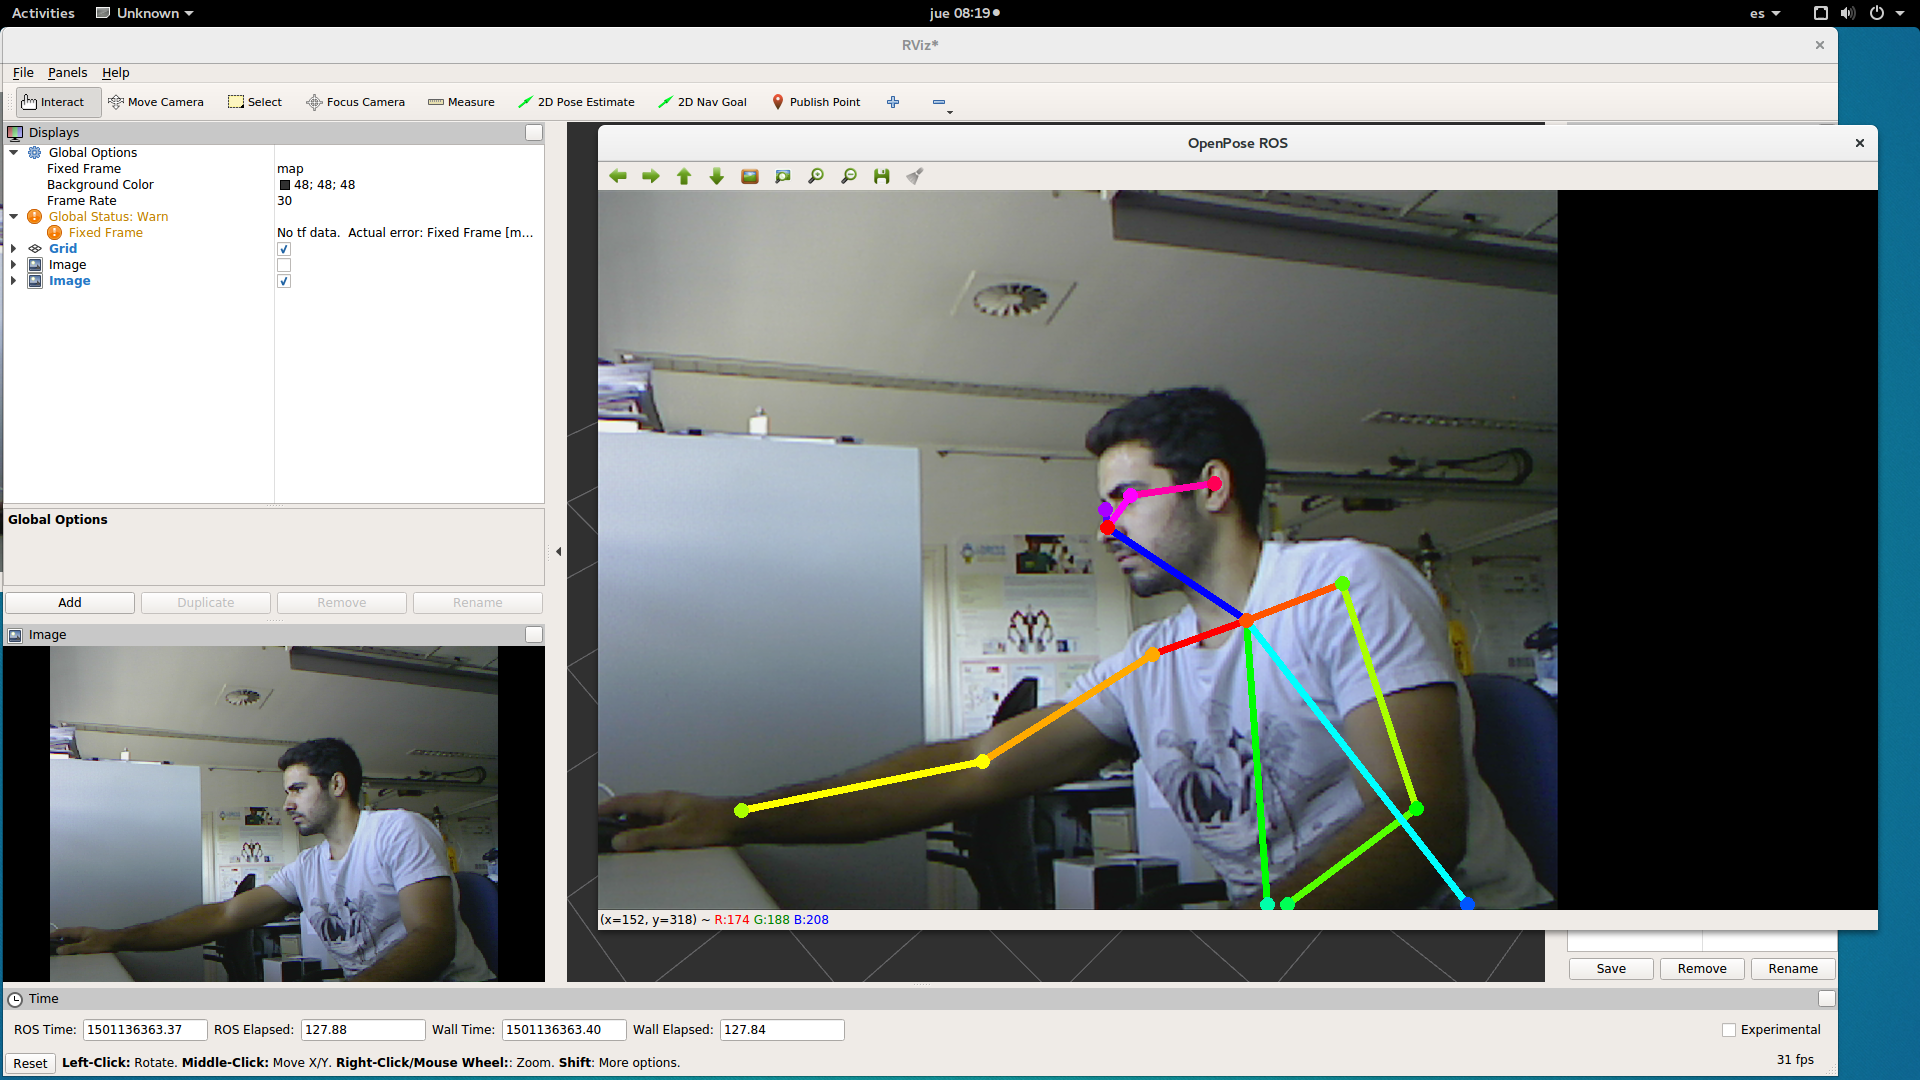 Activities Unknown jue 08:19 es
RViz*
File Panels Help
Interact Move Camera Select Focus Camera Measure 2D Pose Estimate 2D Nav Goal Publish Point
Displays
Global Options
Fixed Frame map
Background Color 48; 48; 48
Frame Rate 30
Global Status: Warn
Fixed Frame No tf data.  Actual error: Fixed Frame [m...
Grid
Image
Image
Global Options
Add Duplicate Remove Rename
Image
OpenPose ROS
(x=152, y=318) ~ R:174 G:188 B:208
Save Remove Rename
Time
ROS Time: 1501136363.37 ROS Elapsed: 127.88 Wall Time: 1501136363.40 Wall Elapsed: 127.84 Experimental
Reset Left-Click: Rotate. Middle-Click: Move X/Y. Right-Click/Mouse Wheel:: Zoom. Shift: More options. 31 fps